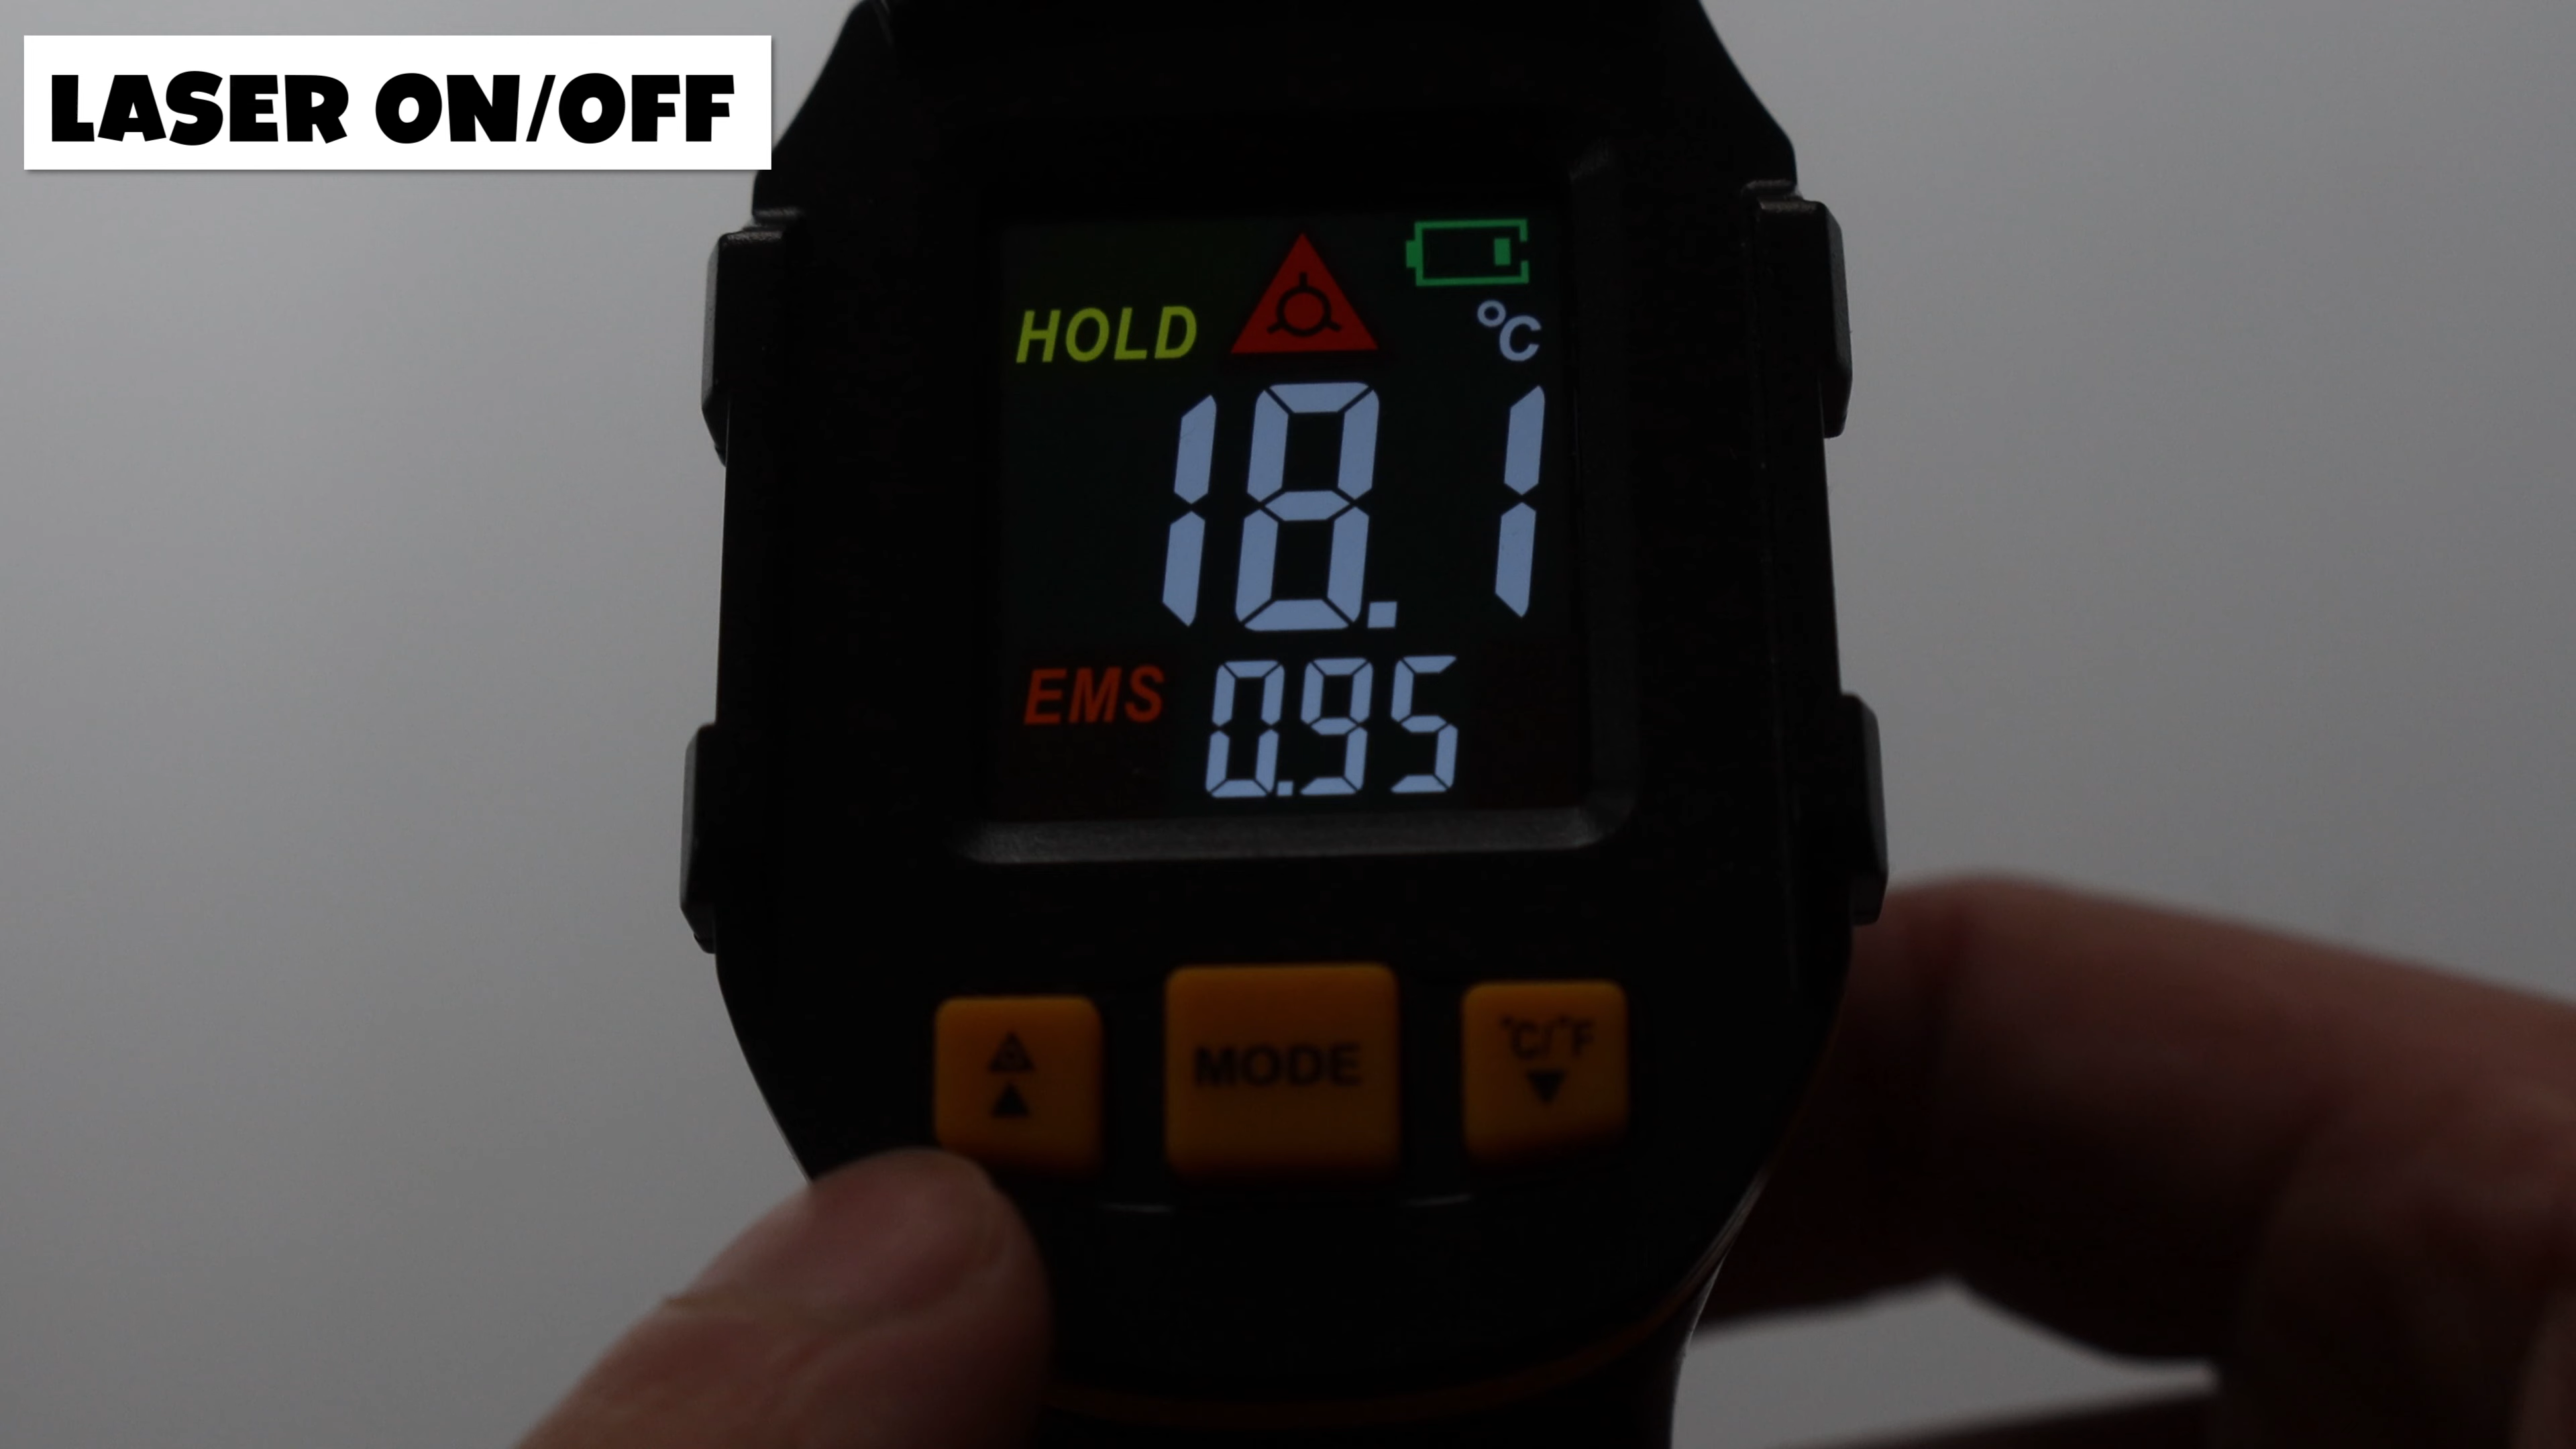 LASER ON/OFF
HOLD
°C
18.1
EMS 0.95
MODE
°C/°F